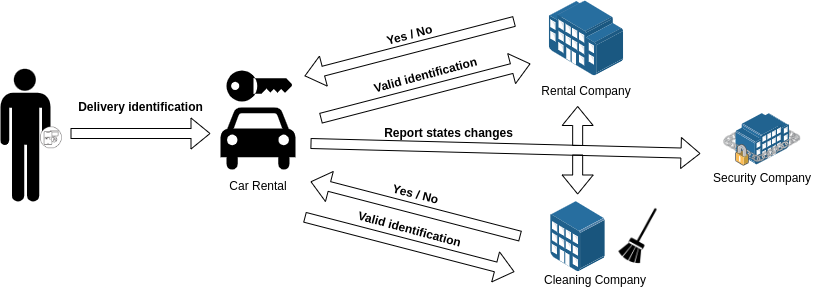 Yes / No
Valid identification
Rental Company
Delivery identification
Report states changes
Car Rental
Security Company
Yes / No
Valid identification
Cleaning Company